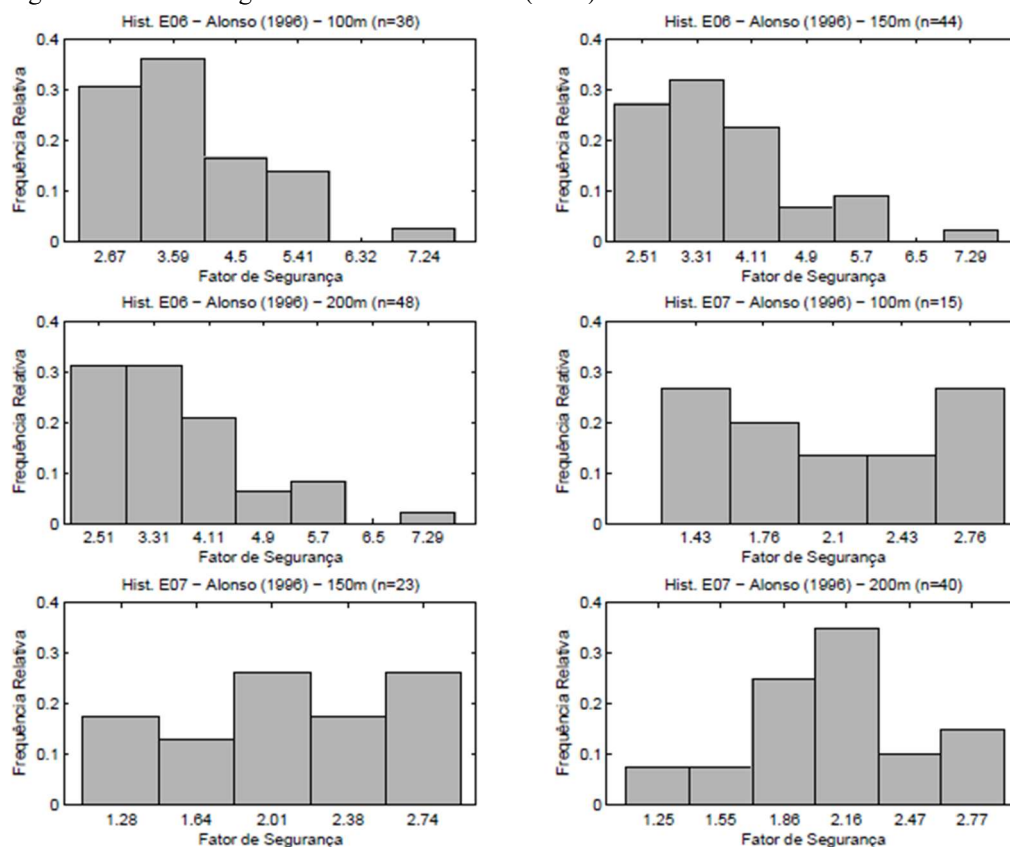 Hist. E06 – Alonso (1996) – 100m (n=36)
0.4
0.3
0.2
0.1
0
Frequência Relativa
2.67 3.59 4.5 5.41 6.32 7.24
Fator de Segurança
Hist. E06 – Alonso (1996) – 150m (n=44)
0.4
0.3
0.2
0.1
0
Frequência Relativa
2.51 3.31 4.11 4.9 5.7 6.5 7.29
Fator de Segurança
Hist. E06 – Alonso (1996) – 200m (n=48)
0.4
0.3
0.2
0.1
0
Frequência Relativa
2.51 3.31 4.11 4.9 5.7 6.5 7.29
Fator de Segurança
Hist. E07 – Alonso (1996) – 100m (n=15)
0.4
0.3
0.2
0.1
0
Frequência Relativa
1.43 1.76 2.1 2.43 2.76
Fator de Segurança
Hist. E07 – Alonso (1996) – 150m (n=23)
0.4
0.3
0.2
0.1
0
Frequência Relativa
1.28 1.64 2.01 2.38 2.74
Fator de Segurança
Hist. E07 – Alonso (1996) – 200m (n=40)
0.4
0.3
0.2
0.1
0
Frequência Relativa
1.25 1.55 1.86 2.16 2.47 2.77
Fator de Segurança